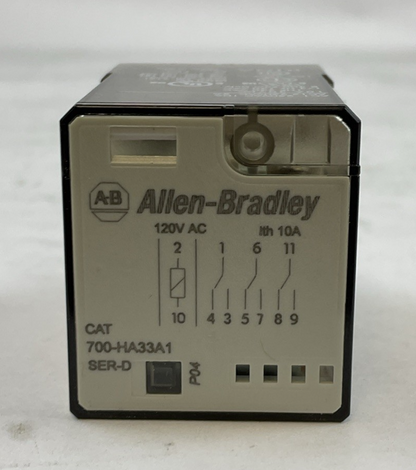 A-B Allen-Bradley
120V AC Ith 10A
2 1 6 11
10 4 3 5 7 8 9
CAT
700-HA33A1
SER-D P04